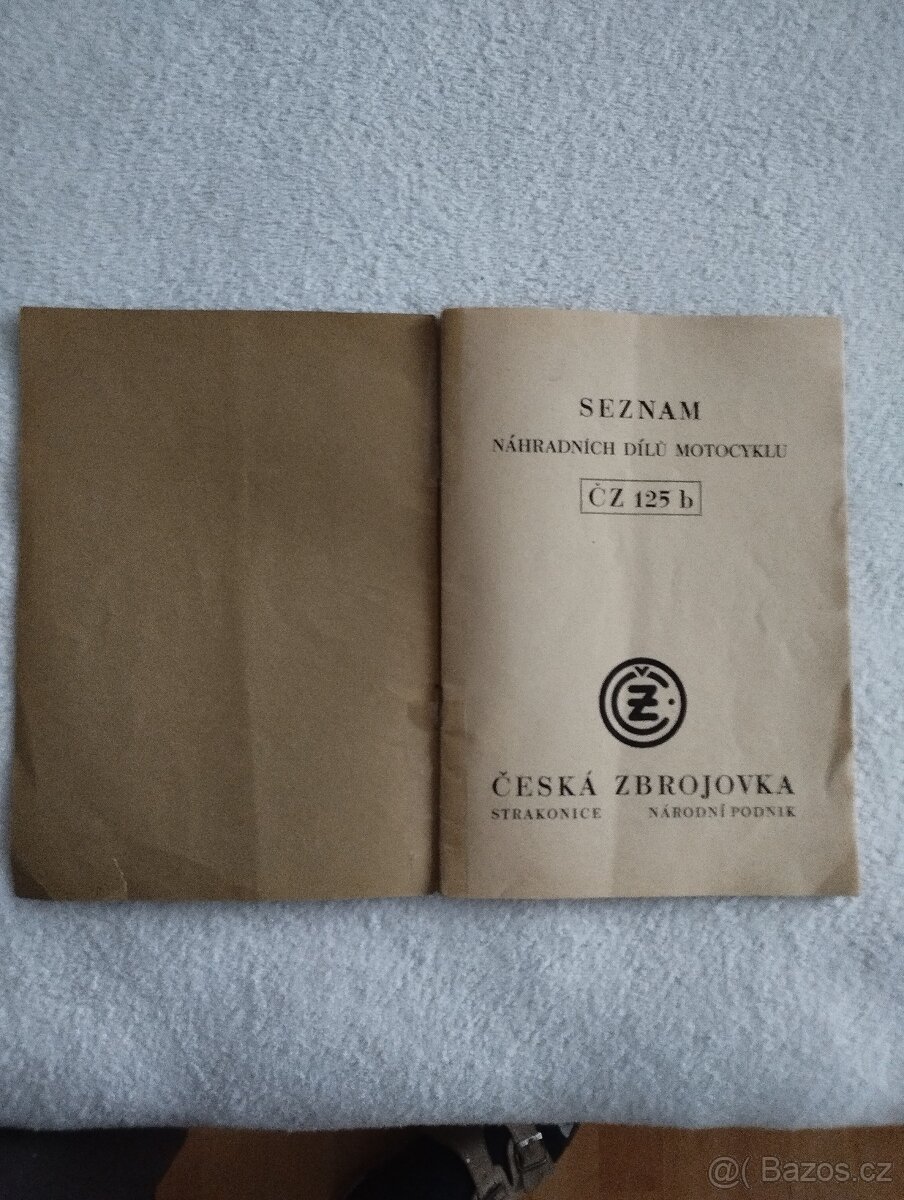 SEZNAM
NÁHRADNÍCH DÍLŮ MOTOCYKLU
ČZ 125 b
ČZ
ČESKÁ ZBROJOVKA
STRAKONICE NÁRODNÍ PODNIK
@( Bazos.cz